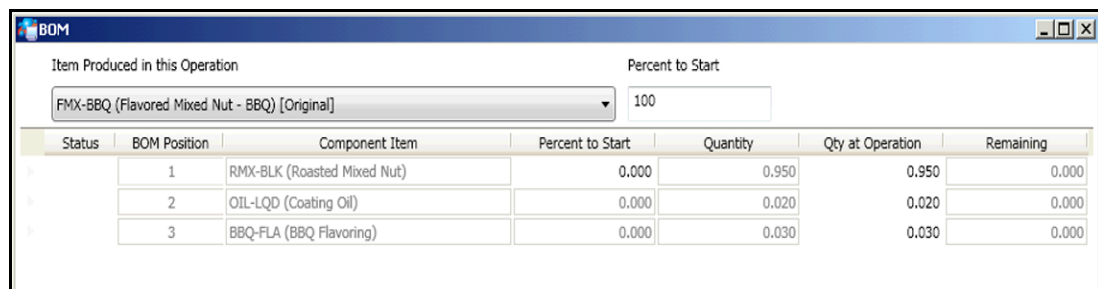 BOM
Item Produced in this Operation Percent to Start
FMX-BBQ (Flavored Mixed Nut - BBQ) [Original] 100
Status BOM Position Component Item Percent to Start Quantity Qty at Operation Remaining
1 RMX-BLK (Roasted Mixed Nut) 0.000 0.950 0.950 0.000
2 OIL-LQD (Coating Oil) 0.000 0.020 0.020 0.000
3 BBQ-FLA (BBQ Flavoring) 0.000 0.030 0.030 0.000